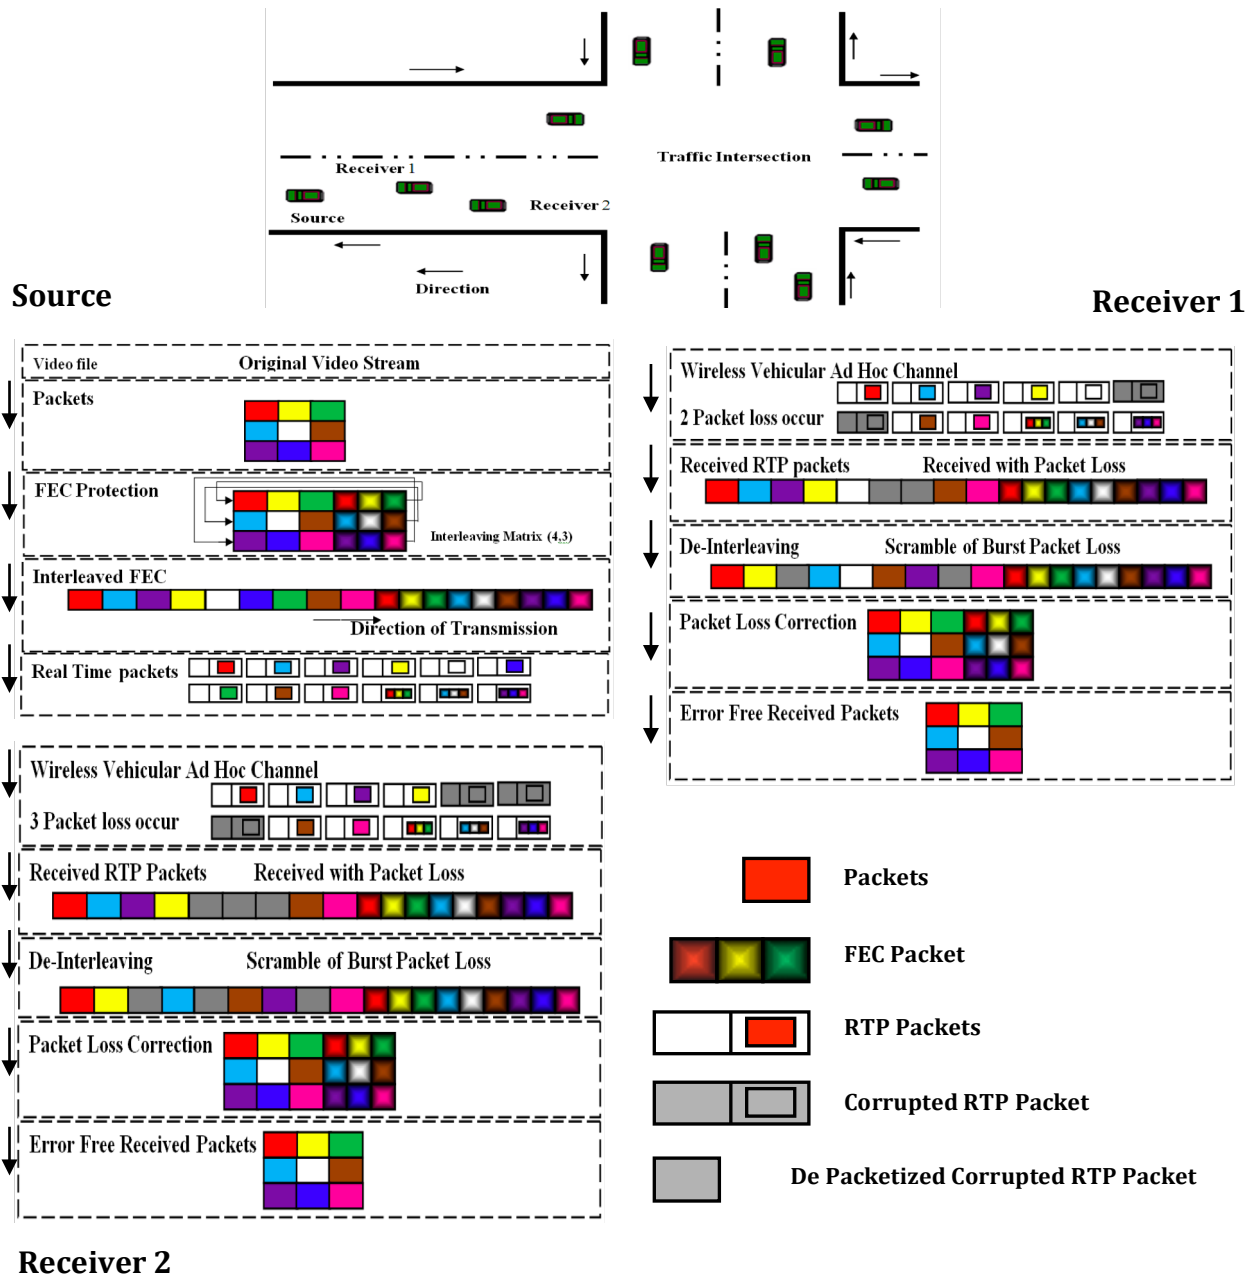 Traffic Intersection
Receiver 1
Receiver 2
Source
Direction
Source
Receiver 1
Video file
Original Video Stream
Packets
FEC Protection
Interleaving Matrix (4,3)
Interleaved FEC
Direction of Transmission
Real Time packets
Wireless Vehicular Ad Hoc Channel
2 Packet loss occur
Received RTP packets
Received with Packet Loss
De-Interleaving
Scramble of Burst Packet Loss
Packet Loss Correction
Error Free Received Packets
Wireless Vehicular Ad Hoc Channel
3 Packet loss occur
Received RTP Packets
Received with Packet Loss
De-Interleaving
Scramble of Burst Packet Loss
Packet Loss Correction
Error Free Received Packets
Packets
FEC Packet
RTP Packets
Corrupted RTP Packet
De Packetized Corrupted RTP Packet
Receiver 2